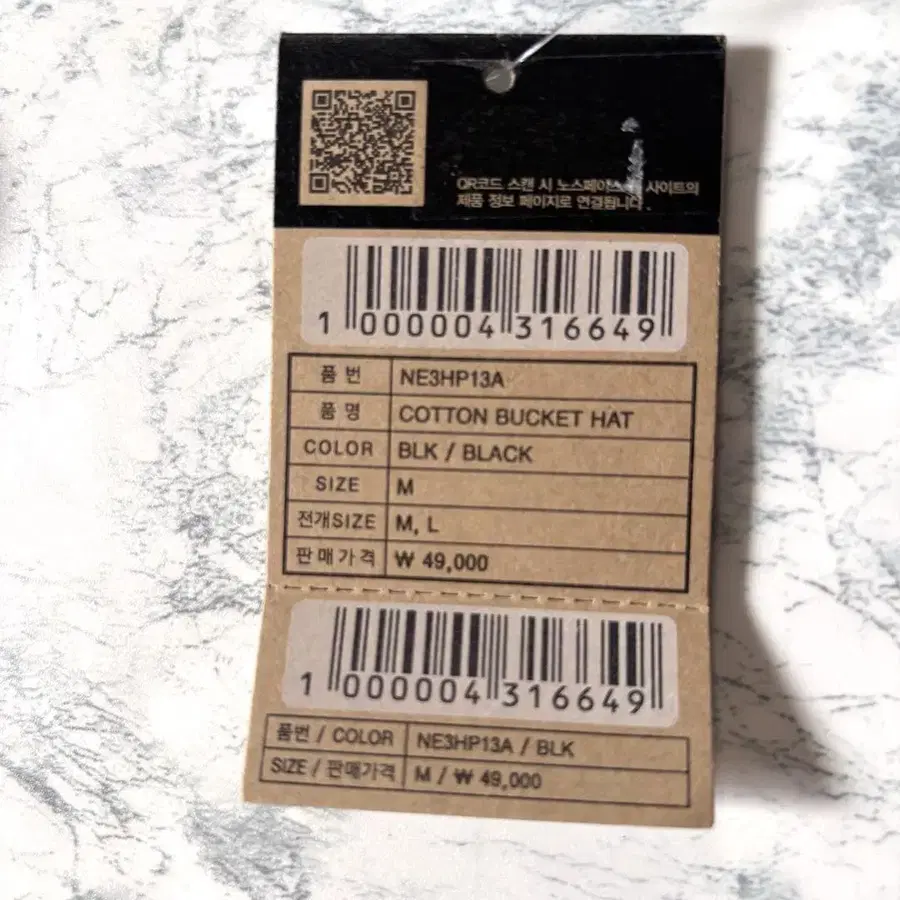 QR코드 스캔 시 노스페이스 사이트의
제품 정보 페이지로 연결됩니다.
1 000004 316649
품번 NE3HP13A
품명 COTTON BUCKET HAT
COLOR BLK / BLACK
SIZE M
전개SIZE M, L
판매가격 ₩ 49,000
1 000004 316649
품번 / COLOR NE3HP13A / BLK
SIZE / 판매가격 M / ₩ 49,000